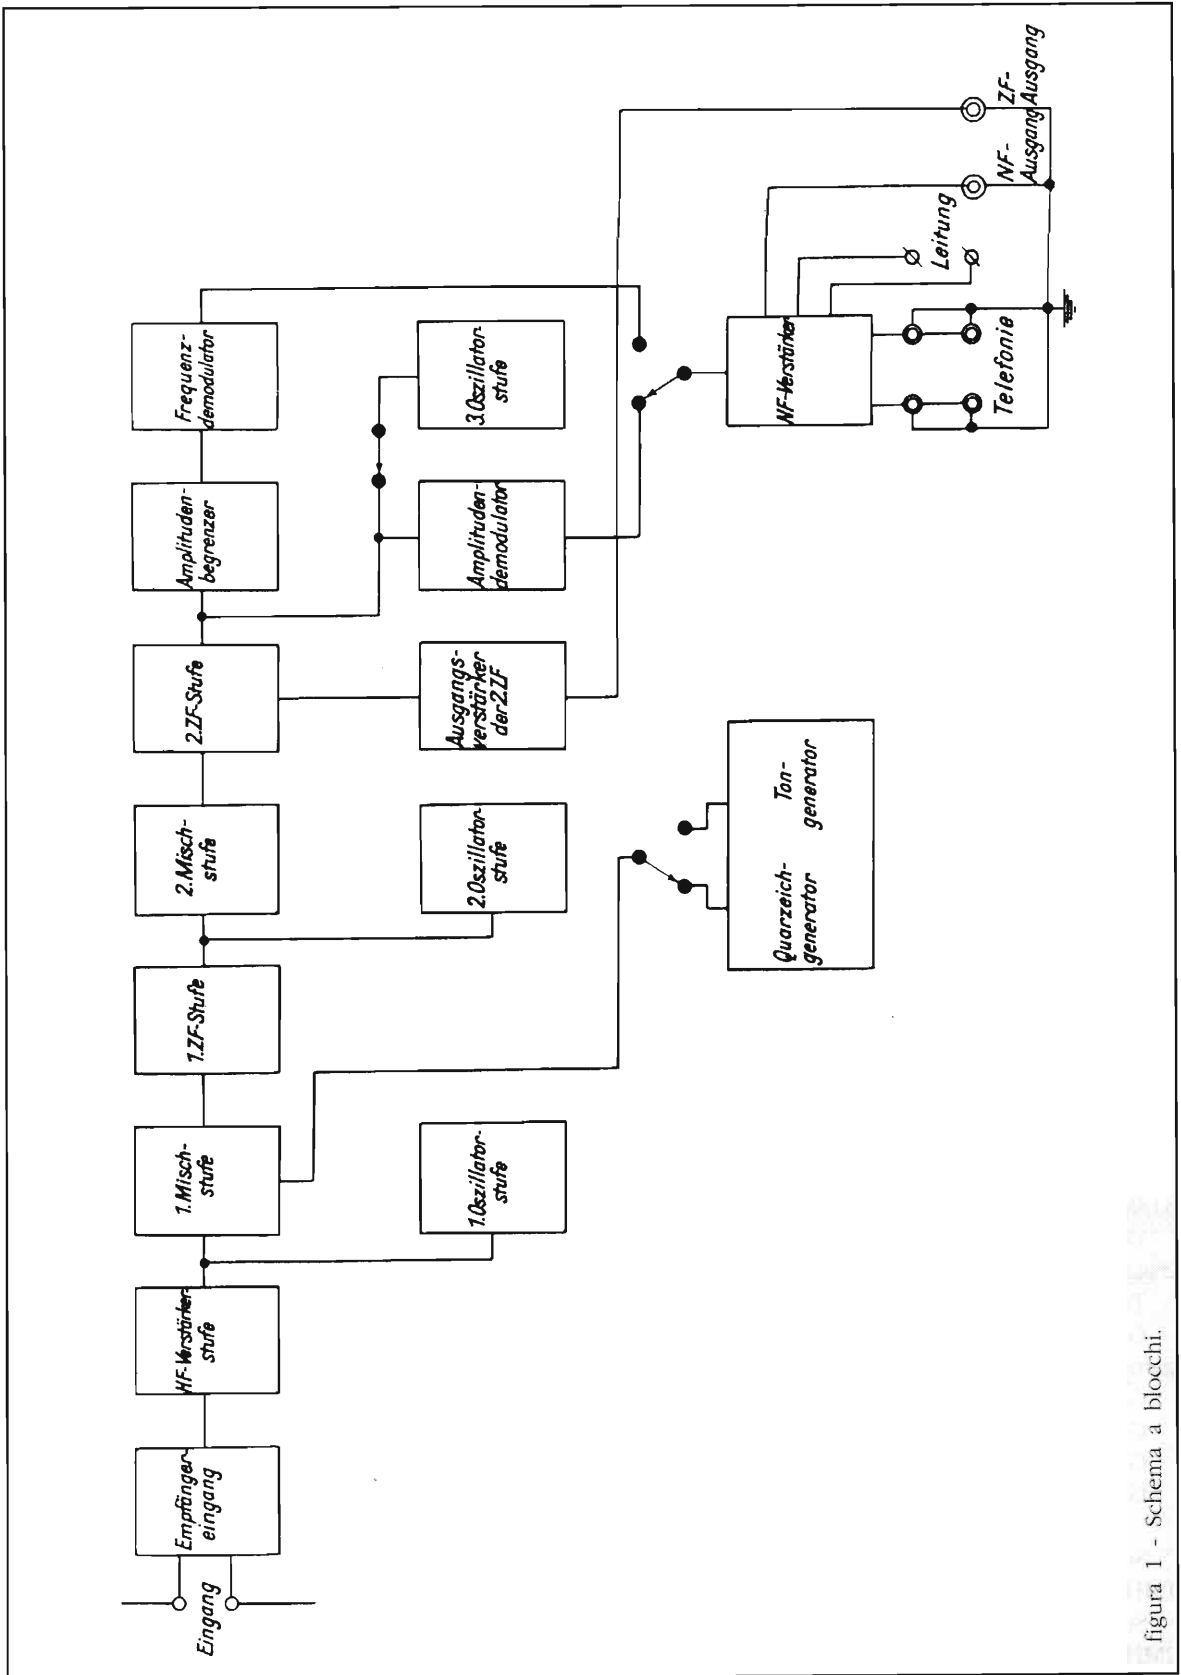 Eingang
Empfänger
eingang
HF-Verstärker-
stufe
1.Misch-
stufe
1.ZF-Stufe
2.Misch-
stufe
2.ZF-Stufe
Amplituden-
begrenzer
Frequenz-
demodulator
1.Oszillator-
stufe
2.Oszillator-
stufe
Ausgangs-
verstärker
der 2.ZF
Amplituden-
demodulator
3.Oszillator-
stufe
Quarzeich-
generator
Ton-
generator
NF-Verstärker
Telefonie
Leitung
NF-
Ausgang
ZF-
Ausgang
figura 1 - Schema a blocchi.